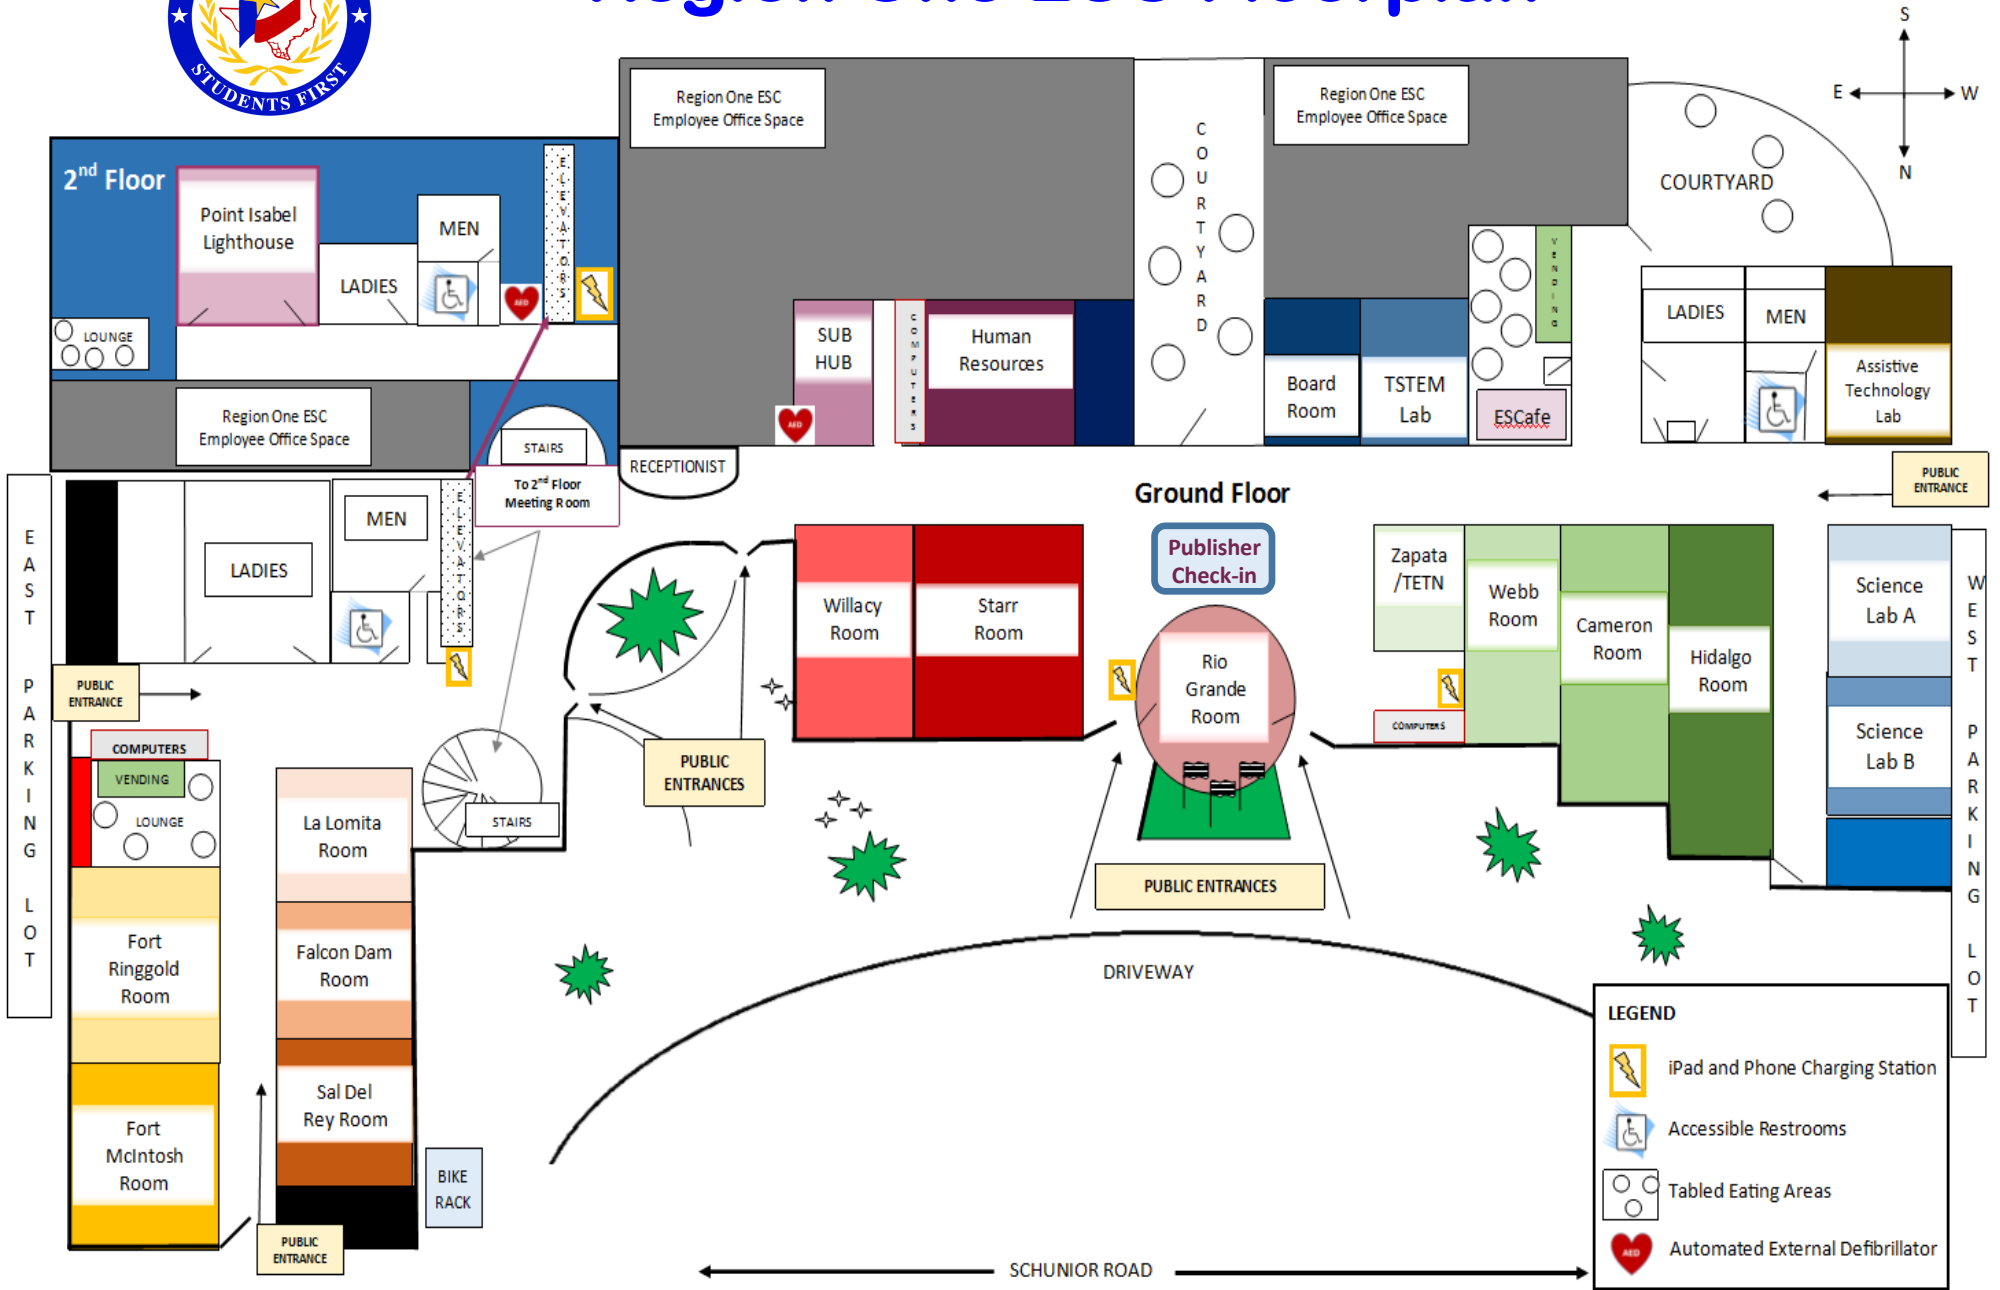 Region One ESC Floorplan
STUDENTS FIRST
S
E
W
N
Region One ESC
Employee Office Space
Region One ESC
Employee Office Space
COURTYARD
COURTYARD
2nd Floor
Point Isabel
Lighthouse
MEN
LADIES
ELEVATORS
AED
LOUNGE
Region One ESC
Employee Office Space
STAIRS
To 2nd Floor
Meeting Room
RECEPTIONIST
SUB
HUB
AED
COMPUTERS
Human
Resources
Board
Room
TSTEM
Lab
VENDING
ESCafe
LADIES
MEN
Assistive
Technology
Lab
PUBLIC
ENTRANCE
Ground Floor
Publisher
Check-in
EAST PARKING LOT
LADIES
MEN
ELEVATORS
PUBLIC
ENTRANCE
COMPUTERS
VENDING
LOUNGE
Fort
Ringgold
Room
Fort
McIntosh
Room
La Lomita
Room
Falcon Dam
Room
Sal Del
Rey Room
STAIRS
PUBLIC
ENTRANCE
BIKE
RACK
PUBLIC
ENTRANCES
Willacy
Room
Starr
Room
Rio
Grande
Room
PUBLIC ENTRANCES
DRIVEWAY
Zapata
/TETN
COMPUTERS
Webb
Room
Cameron
Room
Hidalgo
Room
Science
Lab A
Science
Lab B
WEST PARKING LOT
LEGEND
iPad and Phone Charging Station
Accessible Restrooms
Tabled Eating Areas
AED
Automated External Defibrillator
SCHUNIOR ROAD